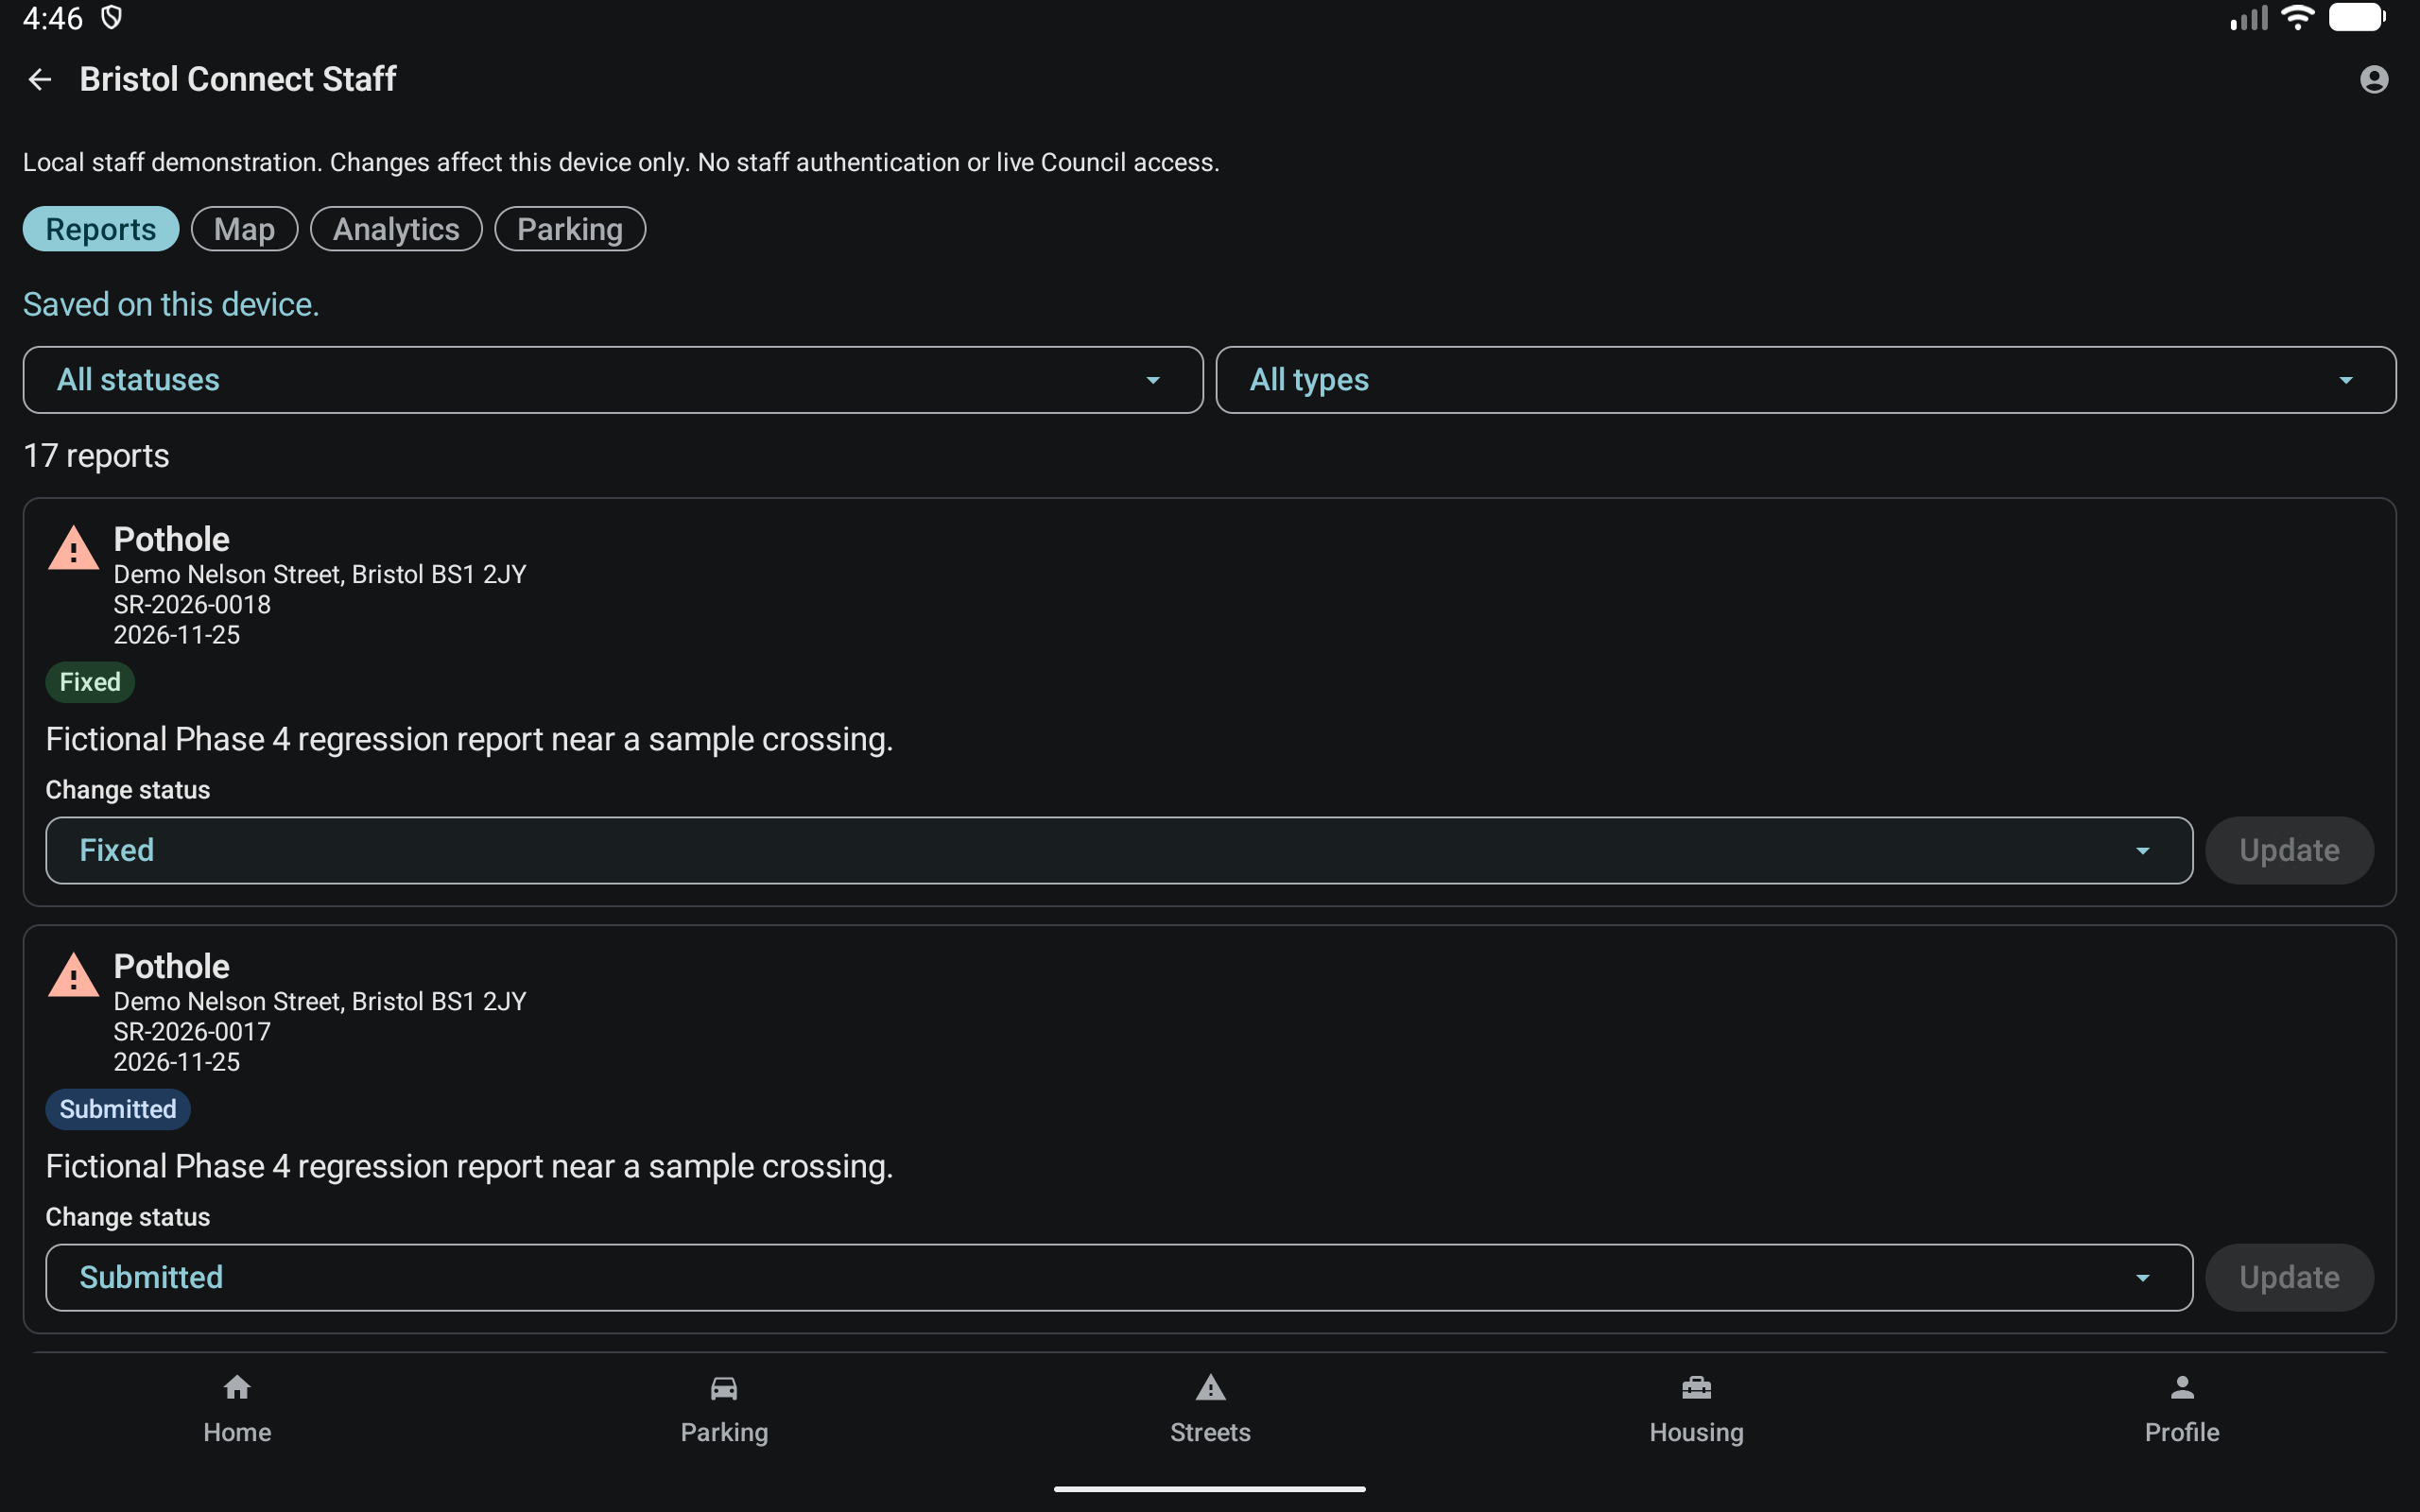 4:46
Bristol Connect Staff
Local staff demonstration. Changes affect this device only. No staff authentication or live Council access.
Reports Map Analytics Parking
Saved on this device.
All statuses All types
17 reports
Pothole
Demo Nelson Street, Bristol BS1 2JY
SR-2026-0018
2026-11-25
Fixed
Fictional Phase 4 regression report near a sample crossing.
Change status
Fixed Update
Pothole
Demo Nelson Street, Bristol BS1 2JY
SR-2026-0017
2026-11-25
Submitted
Fictional Phase 4 regression report near a sample crossing.
Change status
Submitted Update
Home Parking Streets Housing Profile